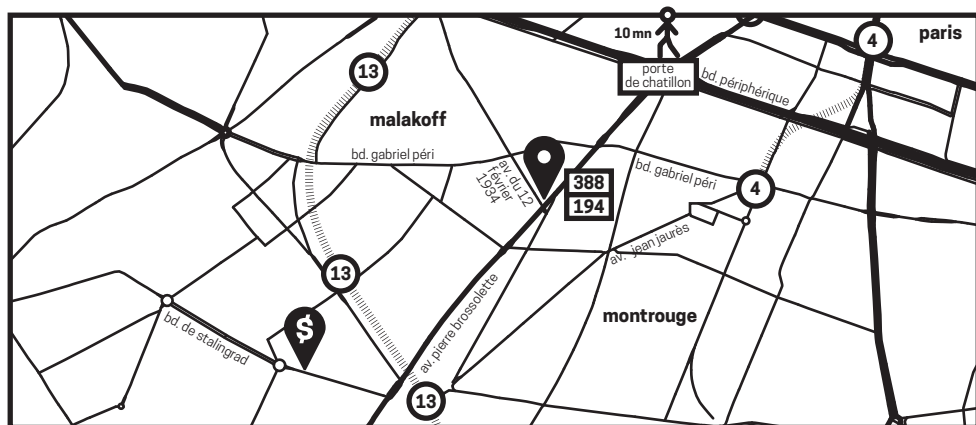 10 mn
4
paris
13
porte
de chatillon
bd. périphérique
malakoff
bd. gabriel péri
av. du 12
février
1934
388
194
bd. gabriel péri
4
av. jean jaurès
13
montrouge
$
bd. de stalingrad
av. pierre brossolette
13